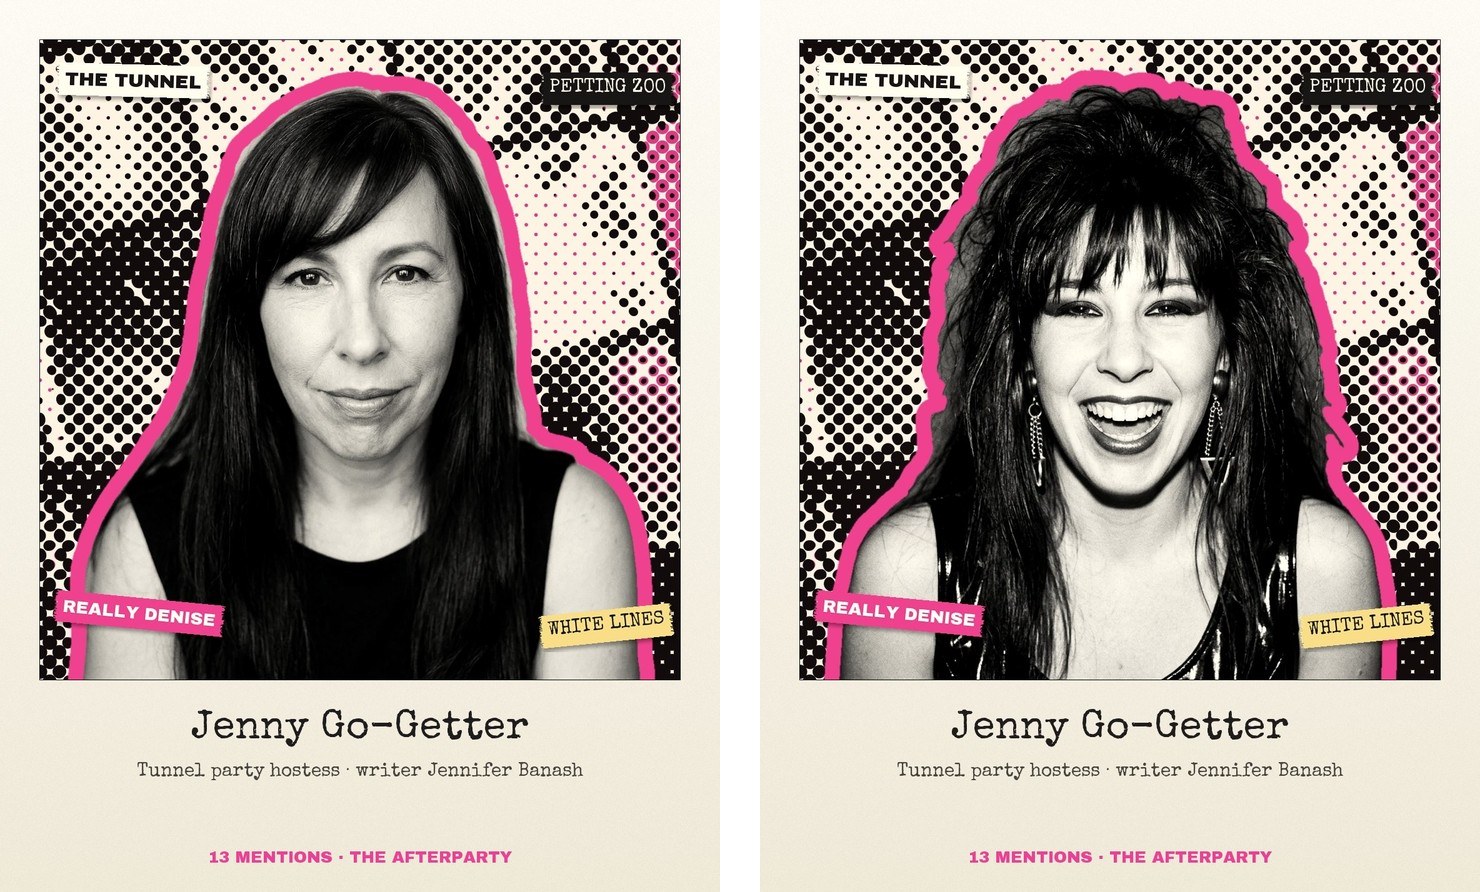 THE TUNNEL
PETTING ZOO
REALLY DENISE
WHITE LINES
Jenny Go-Getter
Tunnel party hostess · writer Jennifer Banash
13 MENTIONS · THE AFTERPARTY
THE TUNNEL
PETTING ZOO
REALLY DENISE
WHITE LINES
Jenny Go-Getter
Tunnel party hostess · writer Jennifer Banash
13 MENTIONS · THE AFTERPARTY